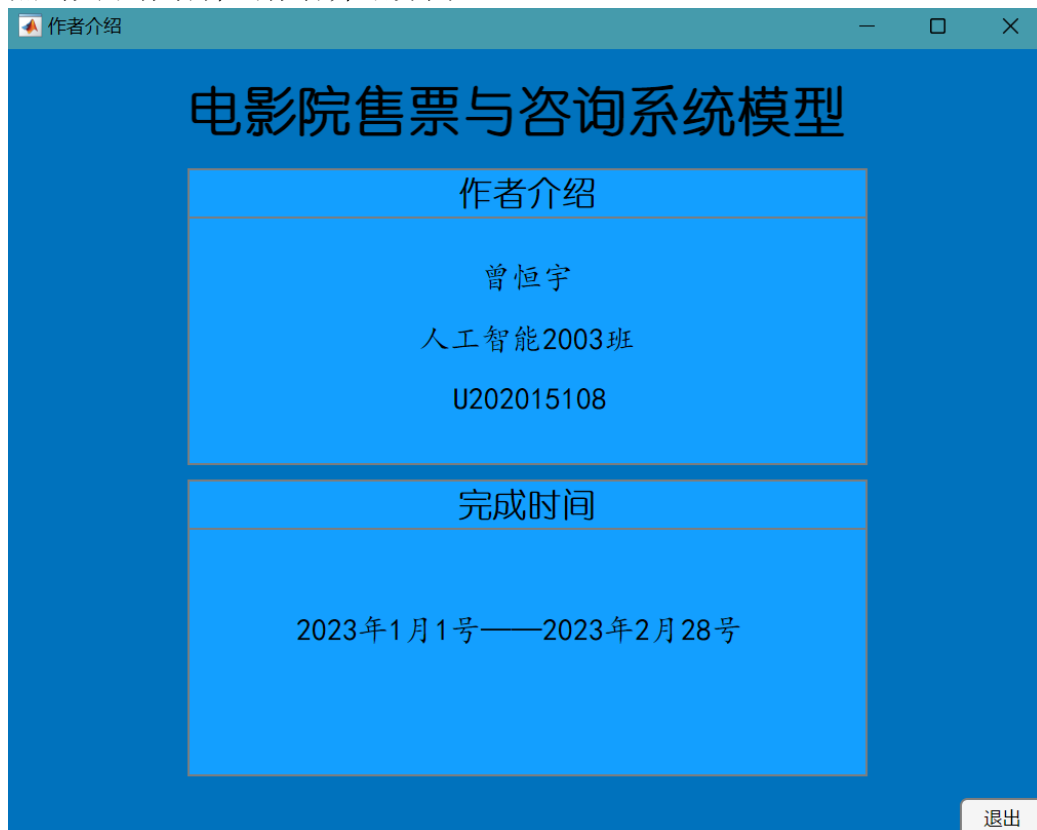 作者介绍
电影院售票与咨询系统模型
作者介绍
曾恒宇
人工智能2003班
U202015108
完成时间
2023年1月1号——2023年2月28号
退出